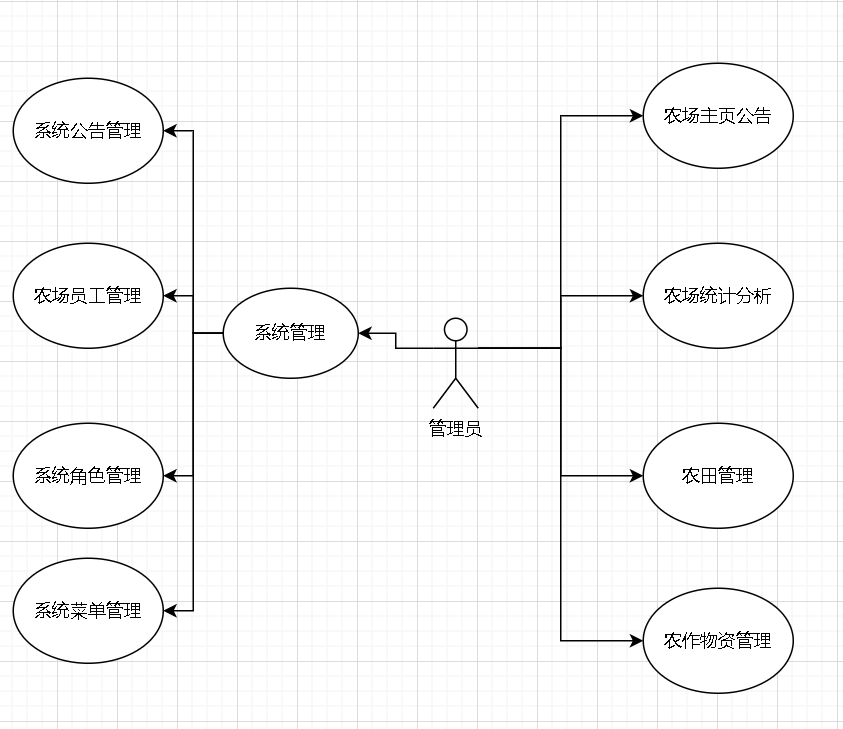 系统公告管理
农场员工管理
系统角色管理
系统菜单管理
系统管理
管理员
农场主页公告
农场统计分析
农田管理
农作物资管理